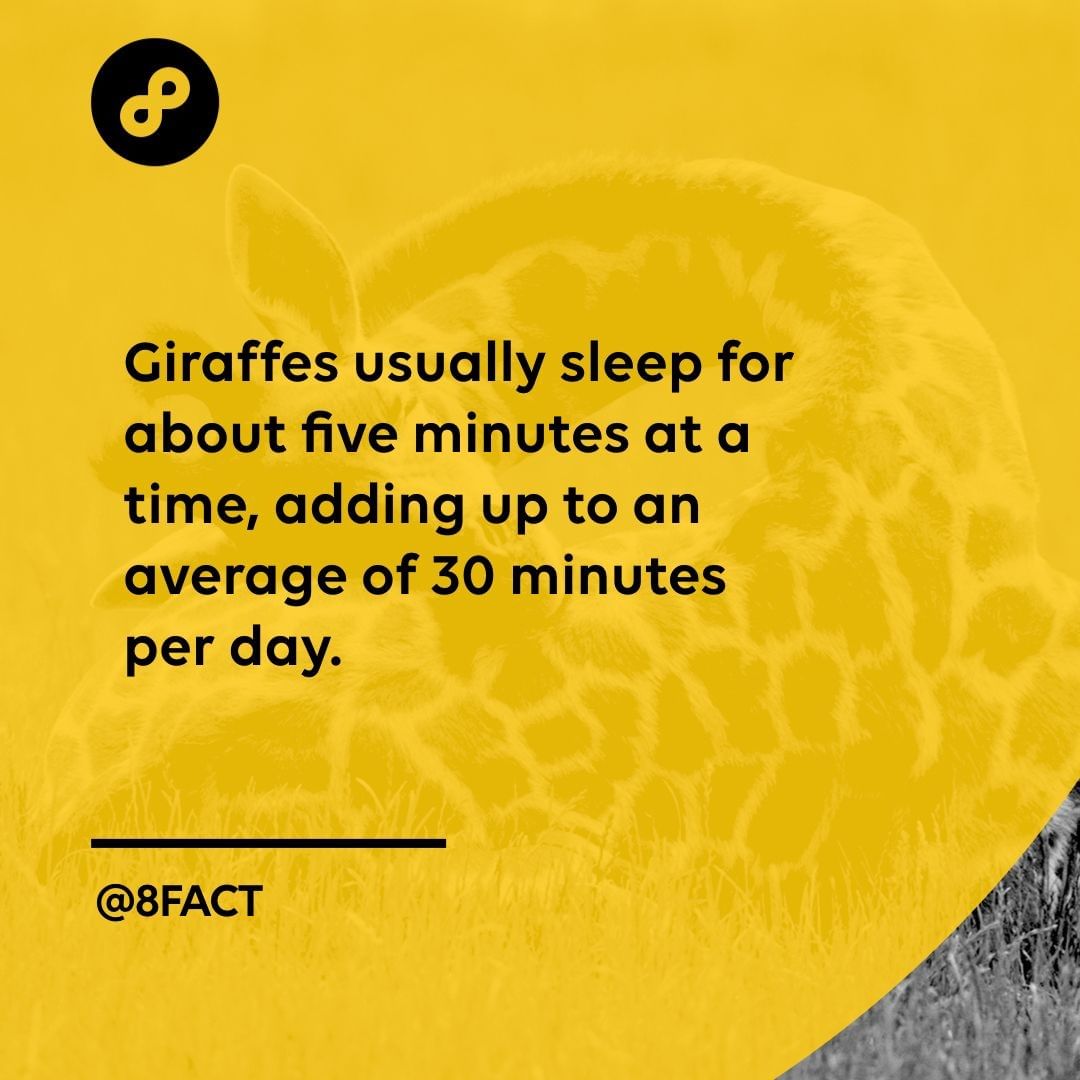 Giraffes usually sleep for
about five minutes at a
time, adding up to an
average of 30 minutes
per day.
@8FACT